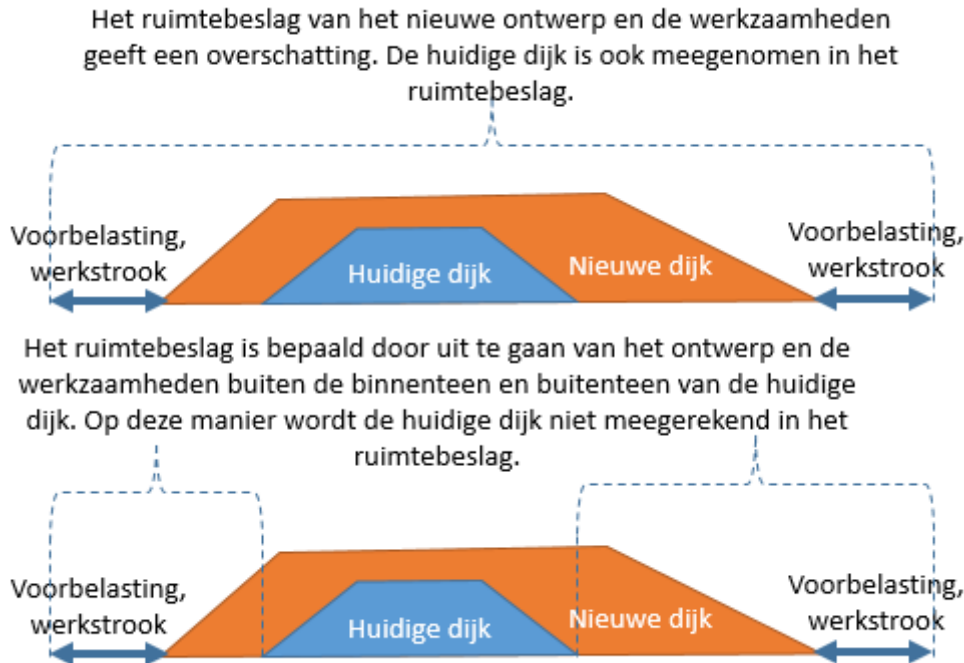 Het ruimtebeslag van het nieuwe ontwerp en de werkzaamheden
geeft een overschatting. De huidige dijk is ook meegenomen in het
ruimtebeslag.
Voorbelasting,
werkstrook
Huidige dijk
Nieuwe dijk
Voorbelasting,
werkstrook
Het ruimtebeslag is bepaald door uit te gaan van het ontwerp en de
werkzaamheden buiten de binnenteen en buitenteen van de huidige
dijk. Op deze manier wordt de huidige dijk niet meegerekend in het
ruimtebeslag.
Voorbelasting,
werkstrook
Huidige dijk
Nieuwe dijk
Voorbelasting,
werkstrook